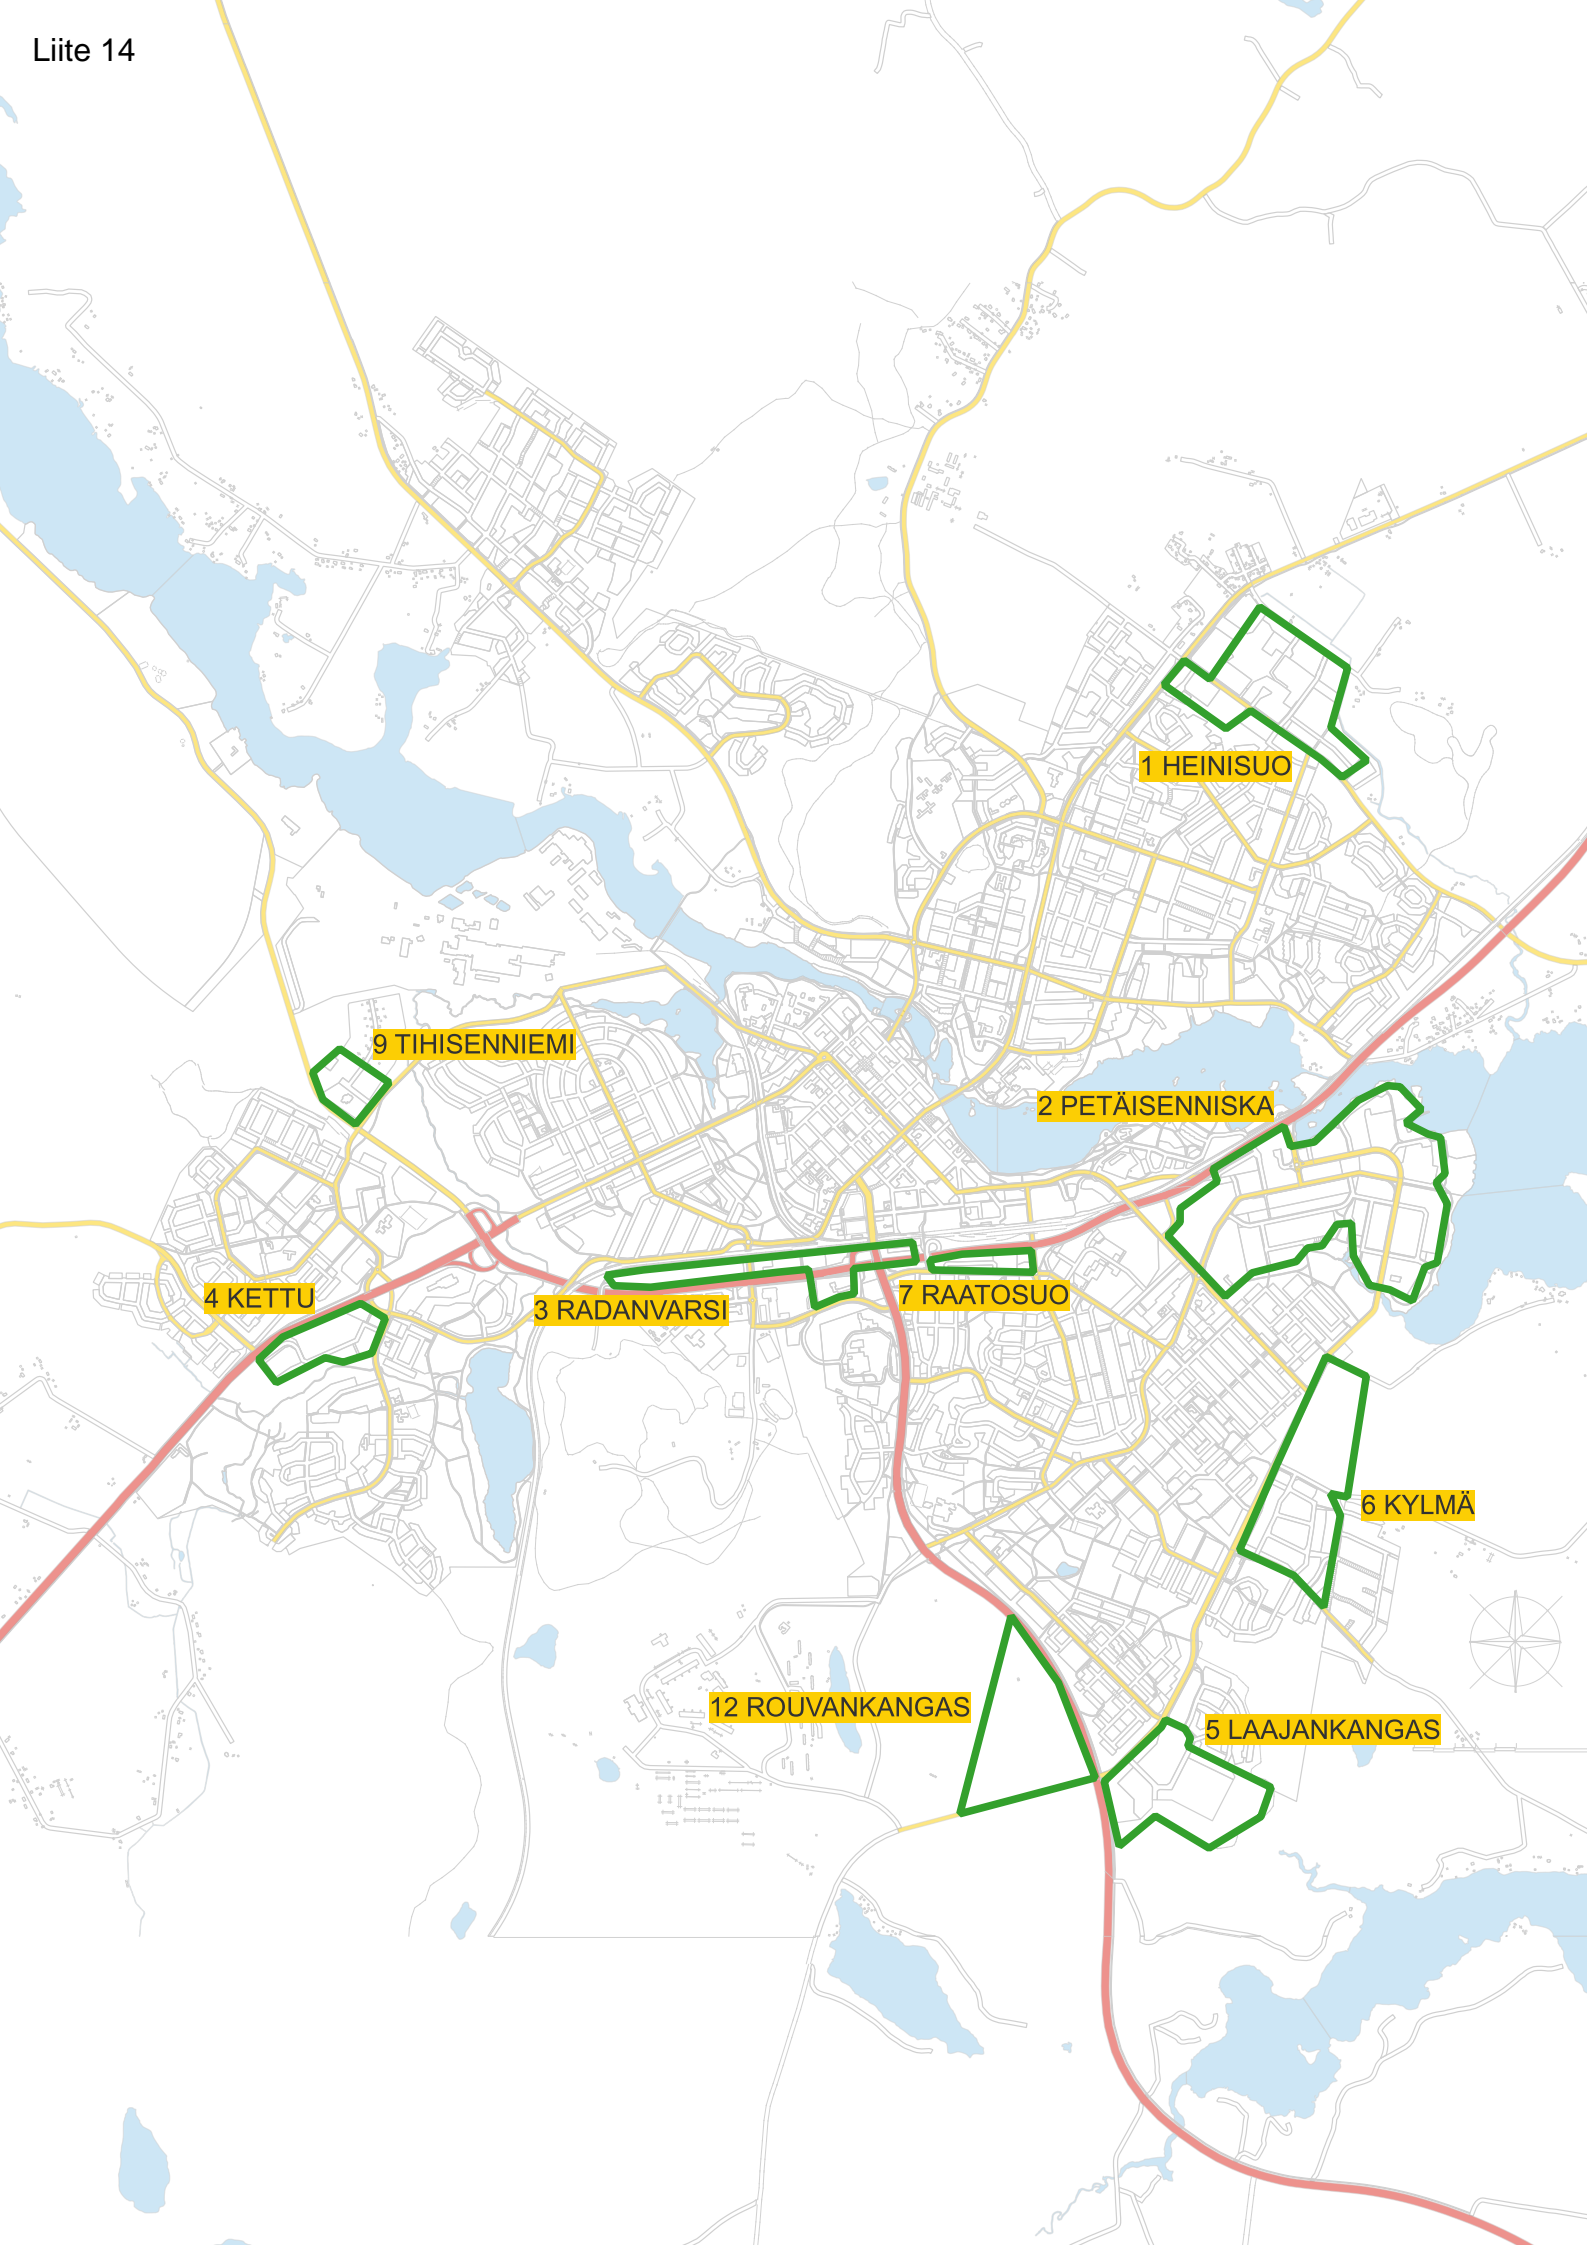 Liite 14
1 HEINISUO
9 TIHISENNIEMI
2 PETÄISENNISKA
4 KETTU
3 RADANVARSI
7 RAATOSUO
6 KYLMÄ
12 ROUVANKANGAS
5 LAAJANKANGAS